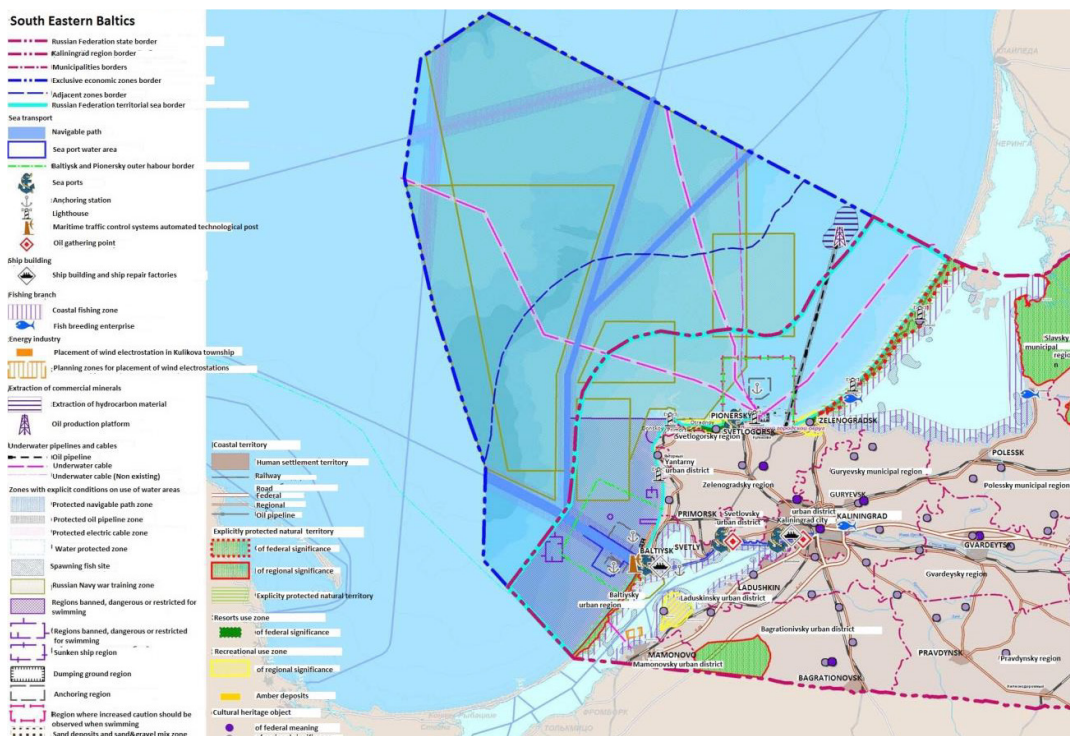 South Eastern Baltics
Russian Federation state border
Kaliningrad region border
Municipalities borders
Exclusive economic zones border
Adjacent zones border
Russian Federation territorial sea border
Sea transport
Navigable path
Sea port water area
Baltiysk and Pionersky outer habour border
Sea ports
Anchoring station
Lighthouse
Maritime traffic control systems automated technological post
Oil gathering point
Ship building
Ship building and ship repair factories
Fishing branch
Coastal fishing zone
Fish breeding enterprise
Energy industry
Placement of wind electrostation in Kulikova township
Planning zones for placement of wind electrostations
Extraction of commercial minerals
Extraction of hydrocarbon material
Oil production platform
Underwater pipelines and cables
Oil pipeline
Underwater cable
Underwater cable (Non existing)
Zones with explicit conditions on use of water areas
Protected navigable path zone
Protected oil pipeline zone
Protected electric cable zone
Water protected zone
Spawning fish site
Russian Navy war training zone
Regions banned, dangerous or restricted for
swimming
Regions banned, dangerous or restricted
for swimming
Sunken ship region
Dumping ground region
Anchoring region
Region where increased caution should be
observed when swimming
Sand deposits and sand&gravel mix zone
Coastal territory
Human settlement territory
Railway
Road
Federal
Regional
Oil pipeline
Explicitly protected natural territory
of federal significance
of regional significance
Explicity protected natural territory
Resorts use zone
of federal significance
Recreational use zone
of regional significance
Amber deposits
Cultural heritage object
of federal meaning
КЛАЙПЕДА
НЕРИНГА
Slavsky
municipal
region
PIONERSKY
SVETLOGORSK
Svetlogorsky region
ZELENOGRADSK
Yantarny
urban district
Zelenogradsky region
Guryevsky municipal region
POLESSK
Polessky municipal region
PRIMORSK
Svetlovsky
urban district
GURYEVSK
urban district
Kaliningrad city
KALININGRAD
SVETLY
BALTIYSK
GVARDEYTSK
Gvardeysky region
LADUSHKIN
Baltiysky
urban region
Laduskinsky urban district
Bagrationivsky urban district
MAMONOVO
Mamonovsky urban district
PRAVDYNSK
Pravdynsky region
BAGRATIONOVSK